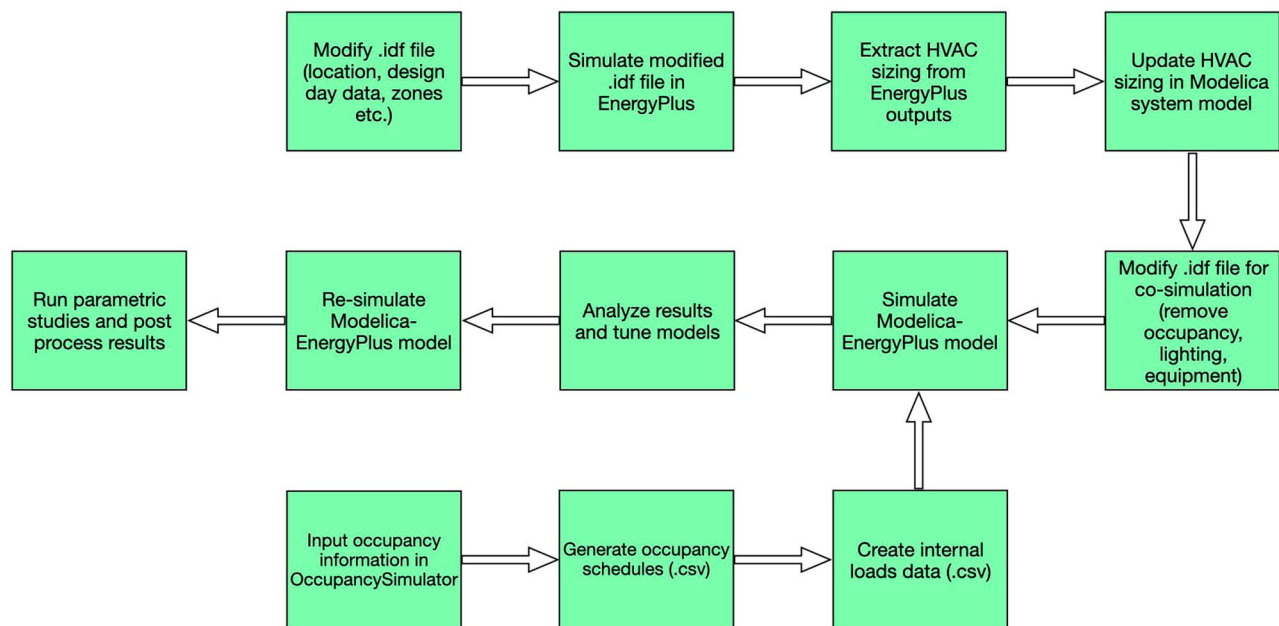 Modify .idf file
(location, design
day data, zones
etc.)
Simulate modified
.idf file in
EnergyPlus
Extract HVAC
sizing from
EnergyPlus
outputs
Update HVAC
sizing in Modelica
system model
Run parametric
studies and post
process results
Re-simulate
Modelica-
EnergyPlus model
Analyze results
and tune models
Simulate
Modelica-
EnergyPlus model
Modify .idf file for
co-simulation
(remove
occupancy,
lighting,
equipment)
Input occupancy
information in
OccupancySimulator
Generate occupancy
schedules (.csv)
Create internal
loads data (.csv)